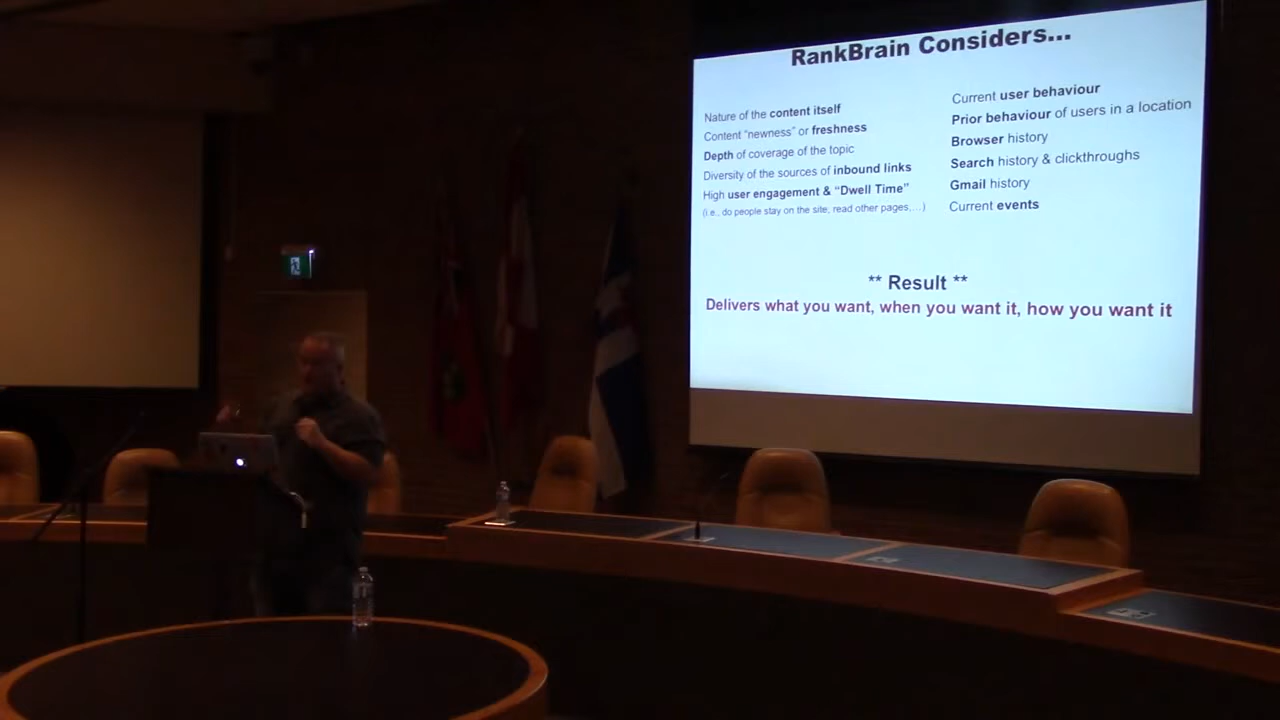 RankBrain Considers...
Nature of the content itself
Content "newness" or freshness
Depth of coverage of the topic
Diversity of the sources of inbound links
High user engagement & "Dwell Time"
(i.e., do people stay on the site, read other pages,...)
Current user behaviour
Prior behaviour of users in a location
Browser history
Search history & clickthroughs
Gmail history
Current events
** Result **
Delivers what you want, when you want it, how you want it